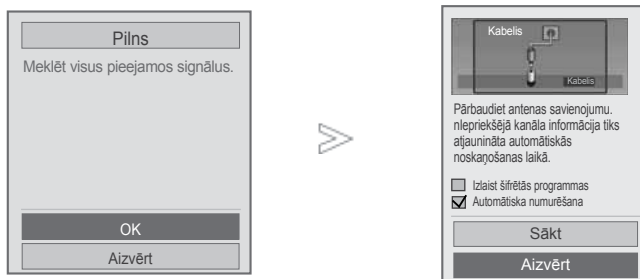 Pilns
Meklēt visus pieejamos signālus.
OK
Aizvērt
Kabelis
Kabelis
Pārbaudiet antenas savienojumu.
nIepriekšējā kanāla informācija tiks
atjaunināta automātiskās
noskaņošanas laikā.
Izlaist šifrētās programmas
Automātiska numurēšana
Sākt
Aizvērt